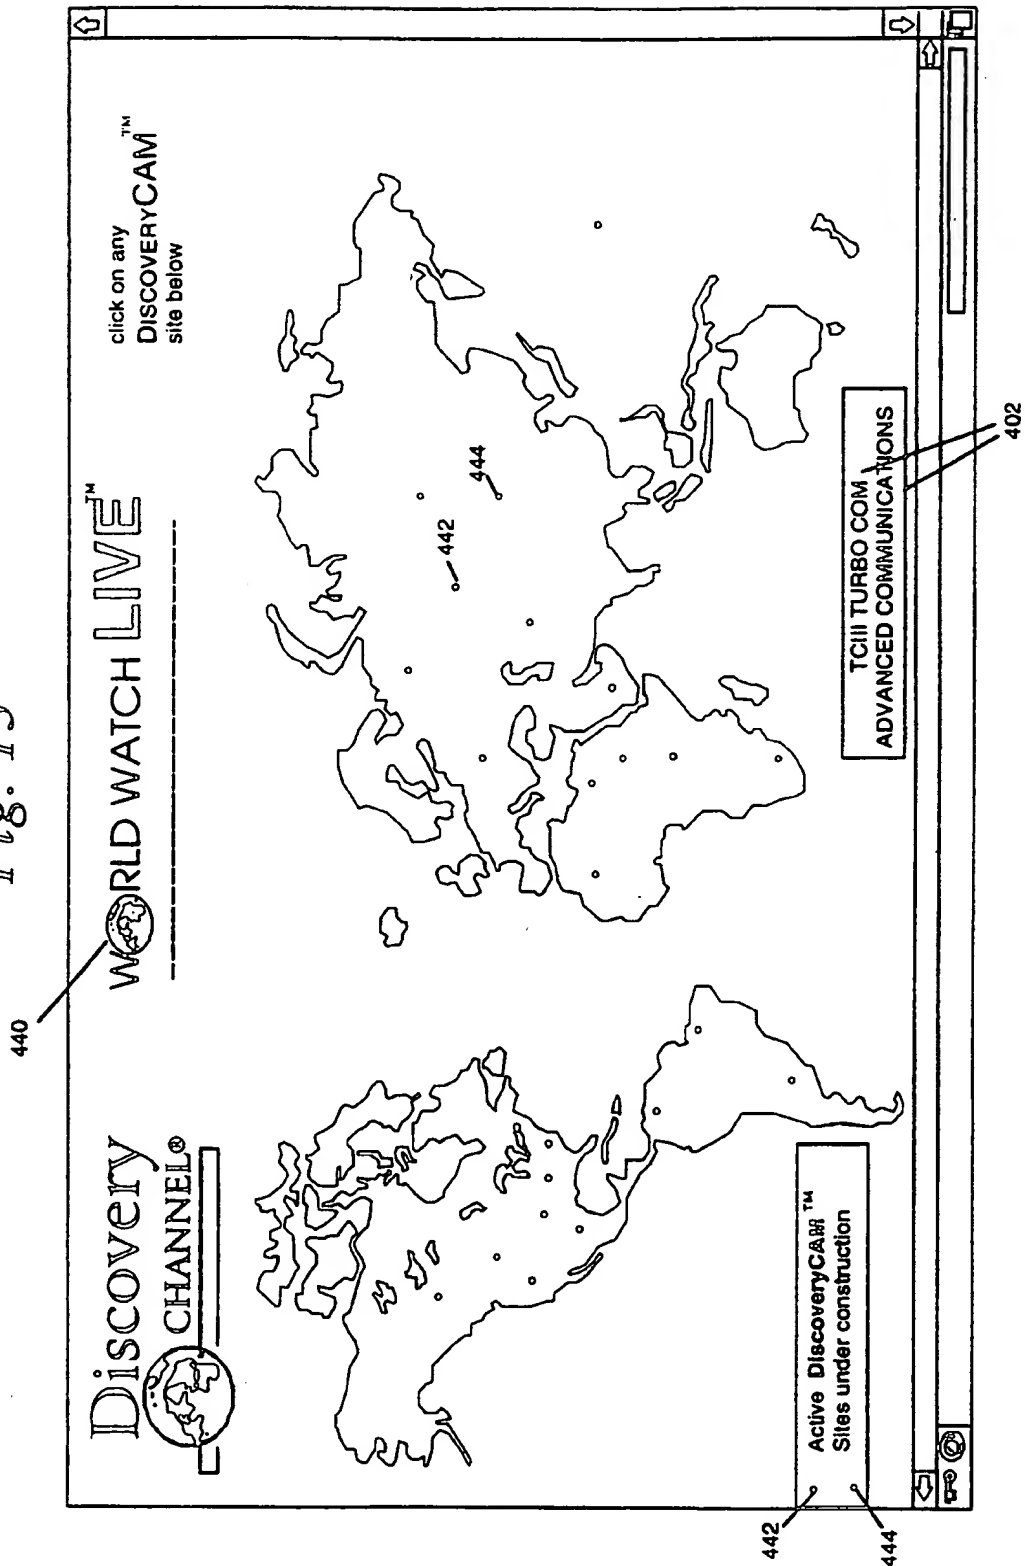 440
Discovery
CHANNEL®
WORLD WATCH LIVE™
click on any
DISCOVERYCAM™
site below
442
444
442
444
Active DiscoveryCAM™
Sites under construction
TCIII TURBO COM
ADVANCED COMMUNICATIONS
402